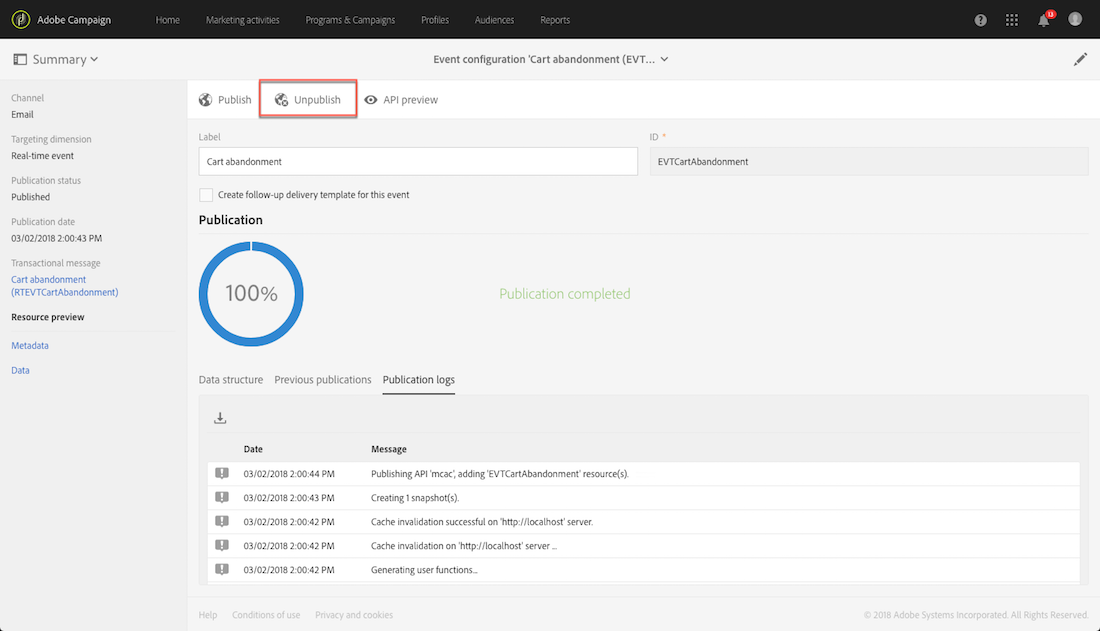 Adobe Campaign
Home
Marketing activities
Programs & Campaigns
Profiles
Audiences
Reports
13
Summary
Event configuration 'Cart abandonment (EVT...
Channel
Email
Targeting dimension
Real-time event
Publication status
Published
Publication date
03/02/2018 2:00:43 PM
Transactional message
Cart abandonment
(RTEVTCartAbandonment)
Resource preview
Metadata
Data
Publish
Unpublish
API preview
Label
ID *
Cart abandonment
EVTCartAbandonment
Create follow-up delivery template for this event
Publication
100%
Publication completed
Data structure
Previous publications
Publication logs
Date Message
03/02/2018 2:00:44 PM Publishing API 'mcac', adding 'EVTCartAbandonment' resource(s).
03/02/2018 2:00:43 PM Creating 1 snapshot(s).
03/02/2018 2:00:42 PM Cache invalidation successful on 'http://localhost' server.
03/02/2018 2:00:42 PM Cache invalidation on 'http://localhost' server ...
03/02/2018 2:00:42 PM Generating user functions...
Help
Conditions of use
Privacy and cookies
© 2018 Adobe Systems Incorporated. All Rights Reserved.